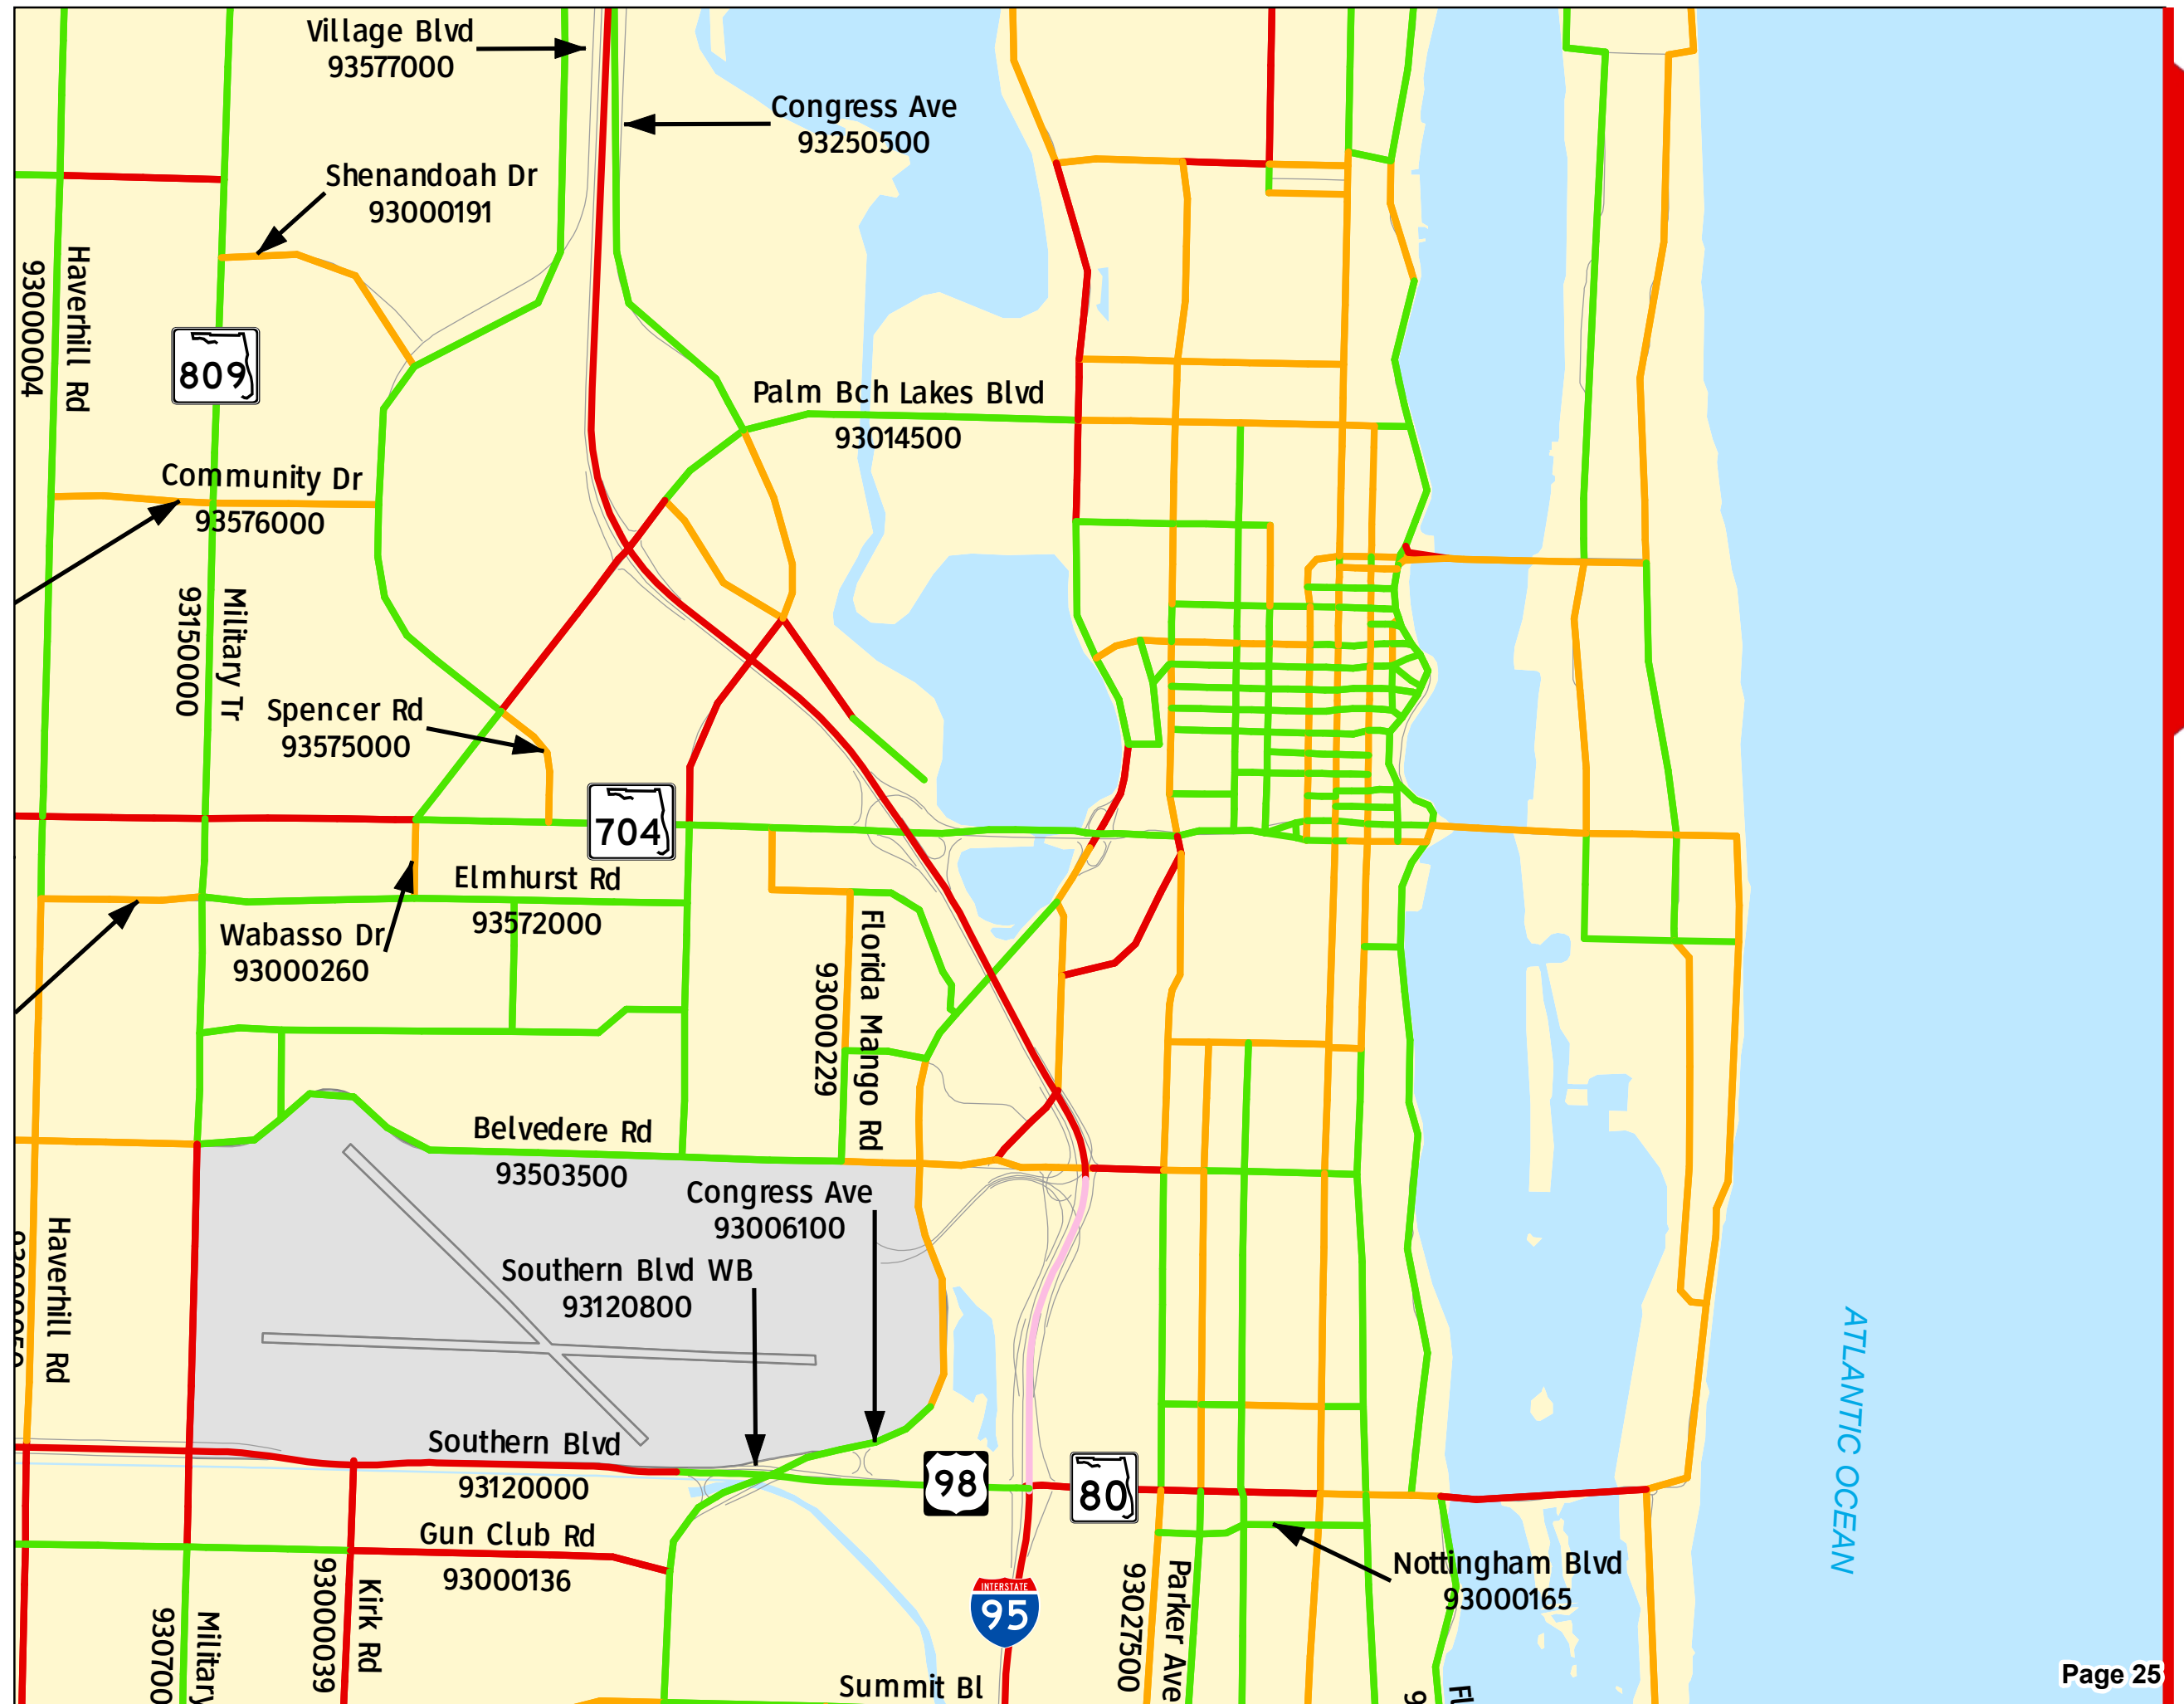 Village Blvd
93577000
Congress Ave
93250500
Shenandoah Dr
93000191
Haverhill Rd
93000004
809
Palm Bch Lakes Blvd
93014500
Community Dr
93576000
Military Tr
93150000
Spencer Rd
93575000
704
Elmhurst Rd
93572000
Wabasso Dr
93000260
Florida Mango Rd
93000229
Belvedere Rd
93503500
Congress Ave
93006100
Southern Blvd WB
93120800
Haverhill Rd
ATLANTIC OCEAN
Southern Blvd
93120000
98
80
Gun Club Rd
93000136
Nottingham Blvd
93000165
INTERSTATE
95
Kirk Rd
93000039
Military
930700
Parker Ave
93027500
Summit Bl
Page 25